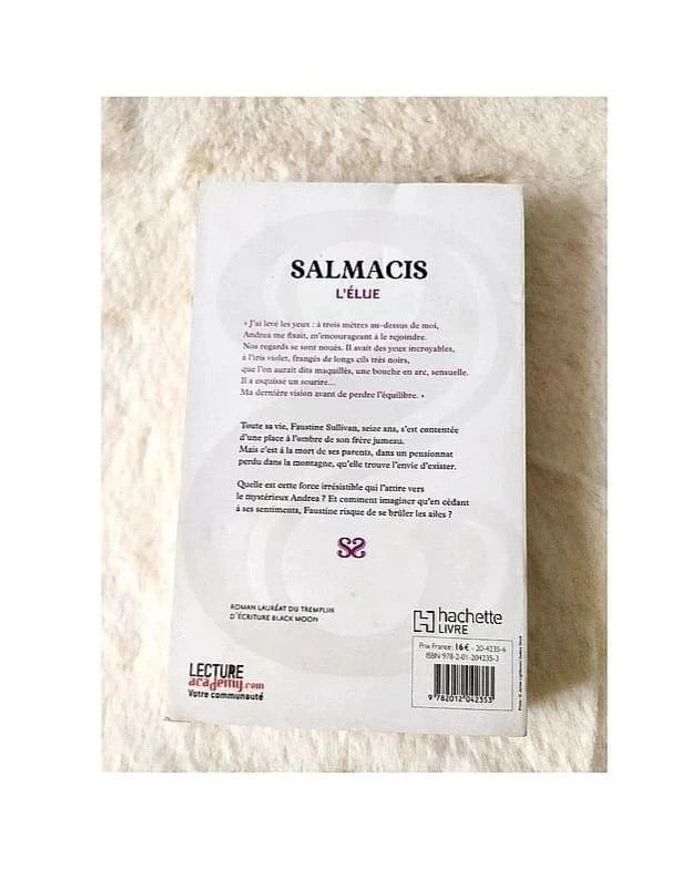 SALMACIS
L'ÉLUE
« J'ai levé les yeux : à trois mètres au-dessus de moi,
Andrea me fixait, m'encourageant à le rejoindre.
Nos regards se sont noués. Il avait des yeux incroyables,
à l'iris violet, frangés de longs cils très noirs,
que l'on aurait dits maquillés, une bouche en arc, sensuelle.
Il a esquissé un sourire...
Ma dernière vision avant de perdre l'équilibre. »
Toute sa vie, Faustine Sullivan, seize ans, s'est contentée
d'une place à l'ombre de son frère jumeau.
Mais c'est à la mort de ses parents, dans un pensionnat
perdu dans la montagne, qu'elle trouve l'envie d'exister.
Quelle est cette force irrésistible qui l'attire vers
le mystérieux Andrea ? Et comment imaginer qu'en cédant
à ses sentiments, Faustine risque de se brûler les ailes ?
SS
ROMAN LAURÉAT DU TREMPLIN
D'ÉCRITURE BLACK MOON
hachette
LIVRE
LECTURE
academy.com
Votre communauté
Prix France: 16 € - 20-4235-6
ISBN 978-2-01-204235-3
9 782012 042353